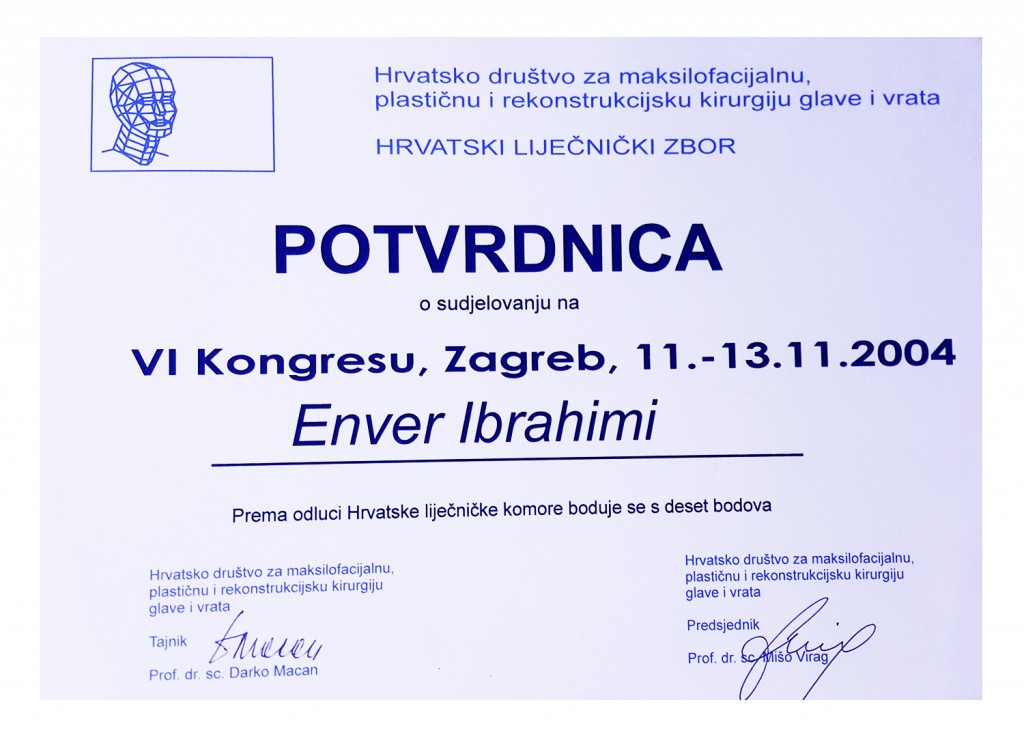 Hrvatsko društvo za maksilofacijalnu,
plastičnu i rekonstrukcijsku kirurgiju glave i vrata
HRVATSKI LIJEČNIČKI ZBOR
POTVRDNICA
o sudjelovanju na
VI Kongresu, Zagreb, 11.-13.11.2004
Enver Ibrahimi
Prema odluci Hrvatske liječničke komore boduje se s deset bodova
Hrvatsko društvo za maksilofacijalnu,
plastičnu i rekonstrukcijsku kirurgiju
glave i vrata
Tajnik
Prof. dr. sc. Darko Macan
Hrvatsko društvo za maksilofacijalnu,
plastičnu i rekonstrukcijsku kirurgiju
glave i vrata
Predsjednik
Prof. dr. sc. Mišo Virag